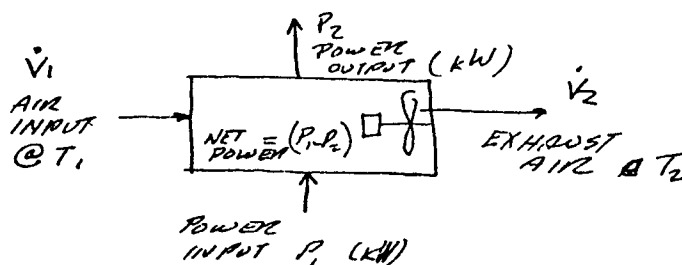 P2
POWER
OUTPUT (kW)
V̇1
AIR
INPUT
@ T1
NET
POWER = (P1-P2)
V̇2
EXHAUST
AIR @ T2
POWER
INPUT P1 (kW)